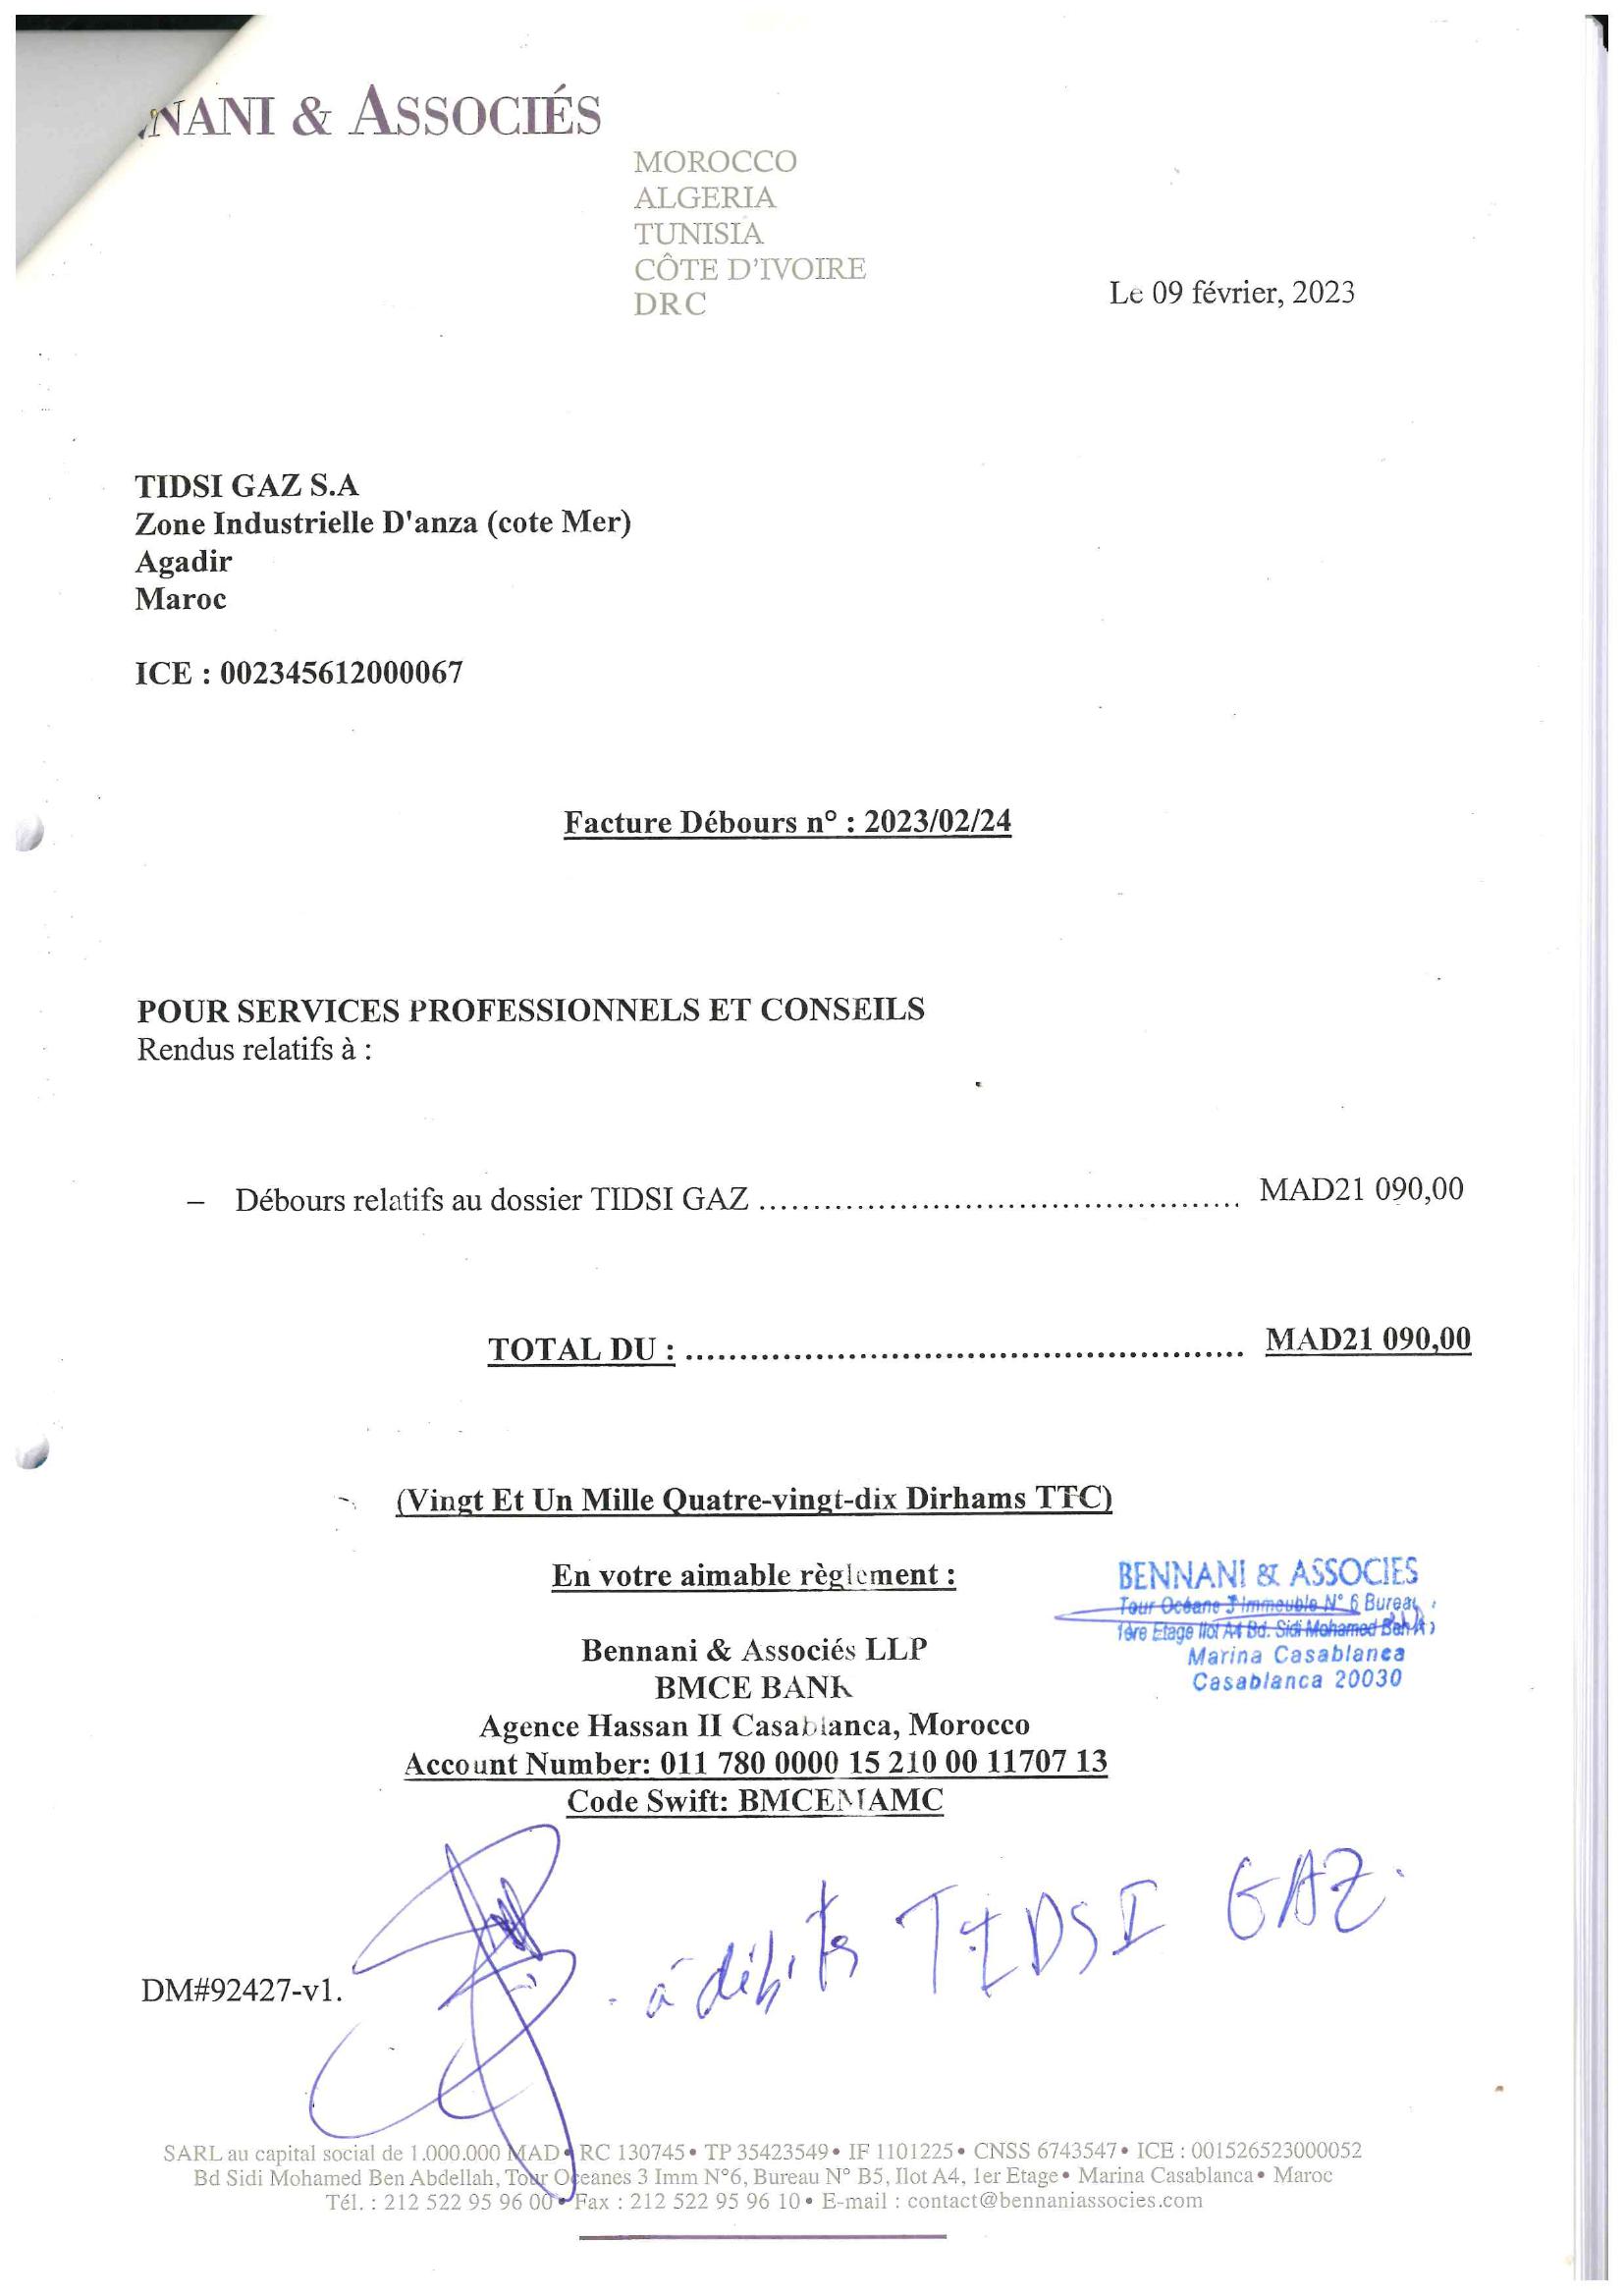 NANI & ASSOCIÉS
MOROCCO
ALGERIA
TUNISIA
CÔTE D'IVOIRE
DRC
Le 09 février, 2023
TIDSI GAZ S.A
Zone Industrielle D'anza (cote Mer)
Agadir
Maroc
ICE : 002345612000067
Facture Débours n° : 2023/02/24
POUR SERVICES PROFESSIONNELS ET CONSEILS
Rendus relatifs à :
– Débours relatifs au dossier TIDSI GAZ ............................................ MAD21 090,00
TOTAL DU : .................................................... MAD21 090,00
(Vingt Et Un Mille Quatre-vingt-dix Dirhams TTC)
En votre aimable règlement :
BENNANI & ASSOCIES
Tour Océane 3 Immeuble N° 6 Bureau
1ére Etage Ilot A4 Bd. Sidi Mohamed Ben
Marina Casablanca
Casablanca 20030
Bennani & Associés LLP
BMCE BANK
Agence Hassan II Casablanca, Morocco
Account Number: 011 780 0000 15 210 00 11707 13
Code Swift: BMCEMAMC
- à débiter TIDSI GAZ.
DM#92427-v1.
SARL au capital social de 1.000.000 MAD • RC 130745 • TP 35423549 • IF 1101225 • CNSS 6743547 • ICE : 001526523000052
Bd Sidi Mohamed Ben Abdellah, Tour Oceanes 3 Imm N°6, Bureau N° B5, Ilot A4, 1er Etage • Marina Casablanca • Maroc
Tél. : 212 522 95 96 00 • Fax : 212 522 95 96 10 • E-mail : contact@bennaniassocies.com